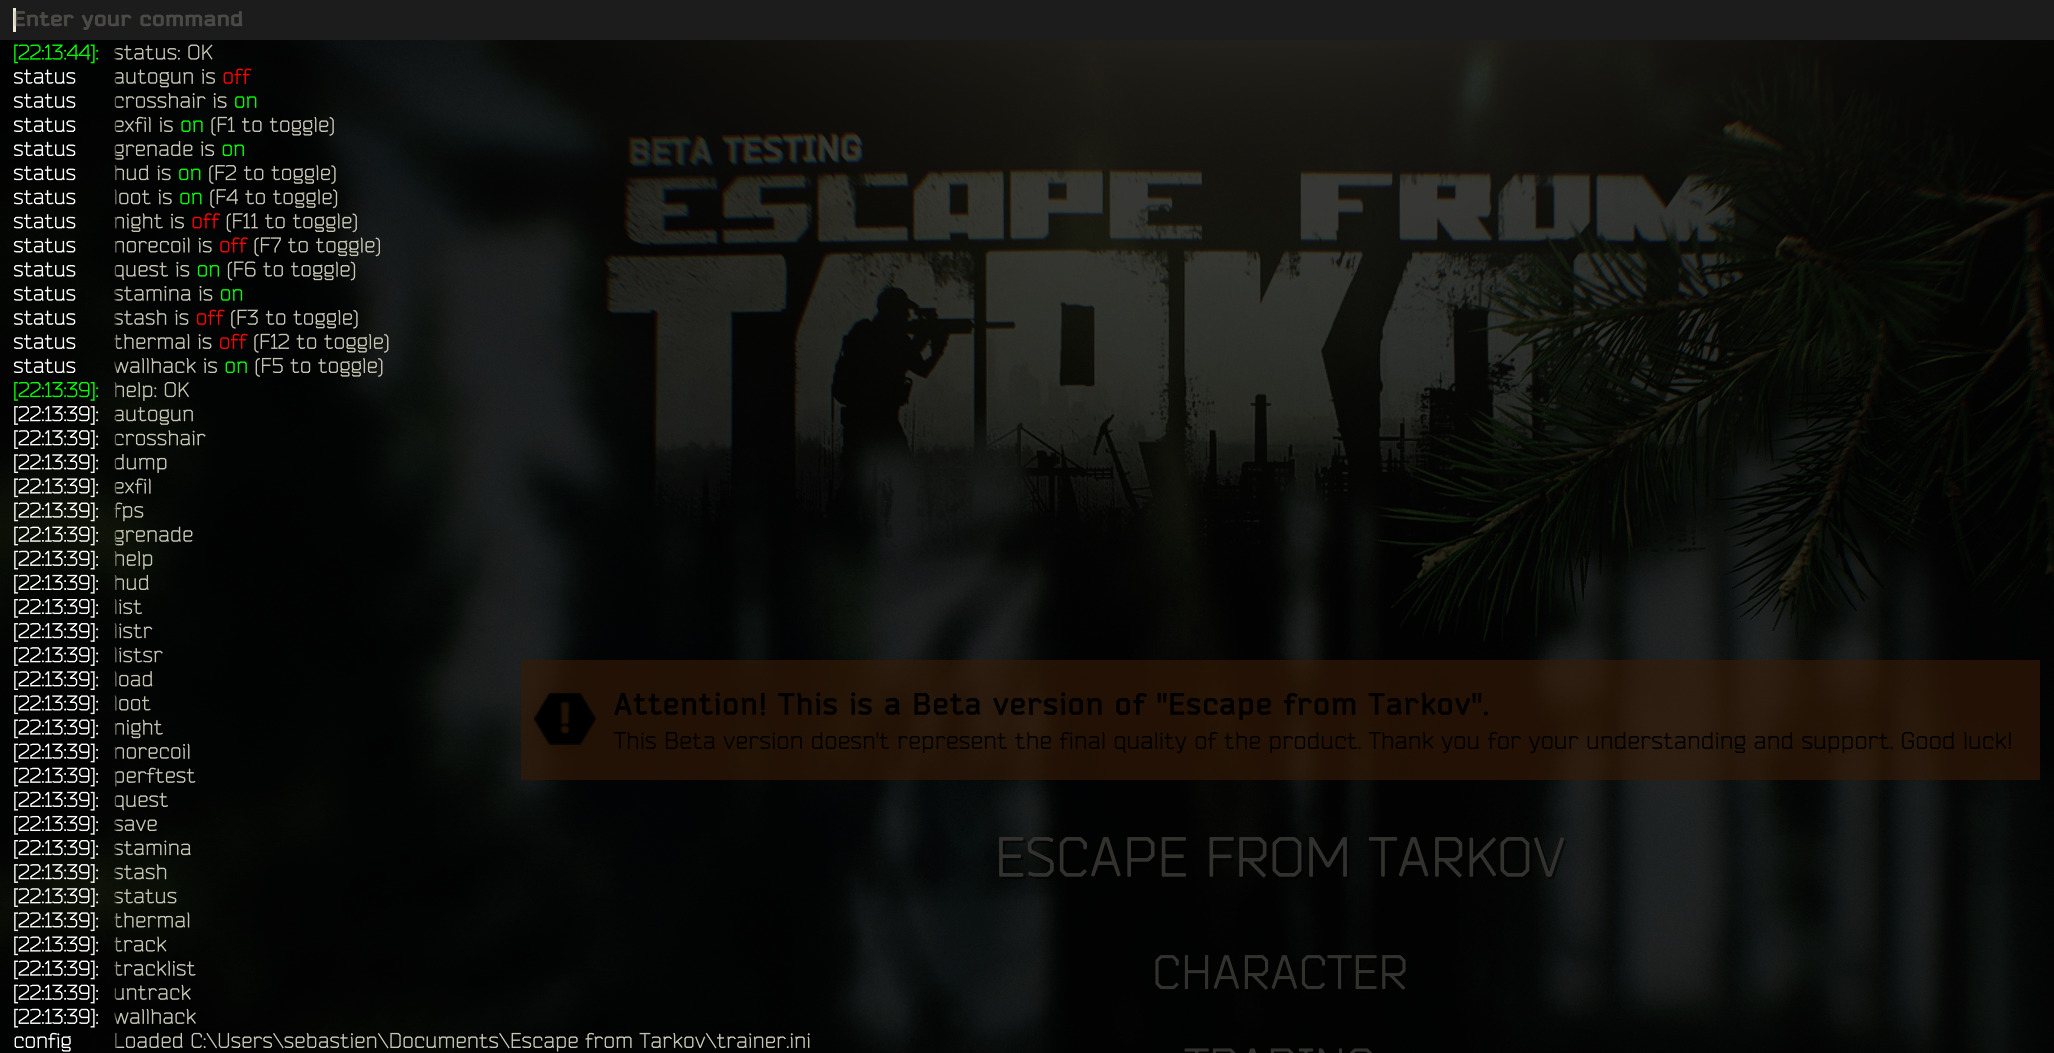 Enter your command
[22:13:44]: status: OK
status autogun is off
status crosshair is on
status exfil is on (F1 to toggle)
status grenade is on
status hud is on (F2 to toggle)
status loot is on (F4 to toggle)
status night is off (F11 to toggle)
status norecoil is off (F7 to toggle)
status quest is on (F6 to toggle)
status stamina is on
status stash is off (F3 to toggle)
status thermal is off (F12 to toggle)
status wallhack is on (F5 to toggle)
[22:13:39]: help: OK
[22:13:39]: autogun
[22:13:39]: crosshair
[22:13:39]: dump
[22:13:39]: exfil
[22:13:39]: fps
[22:13:39]: grenade
[22:13:39]: help
[22:13:39]: hud
[22:13:39]: list
[22:13:39]: listr
[22:13:39]: listsr
[22:13:39]: load
[22:13:39]: loot
[22:13:39]: night
[22:13:39]: norecoil
[22:13:39]: perftest
[22:13:39]: quest
[22:13:39]: save
[22:13:39]: stamina
[22:13:39]: stash
[22:13:39]: status
[22:13:39]: thermal
[22:13:39]: track
[22:13:39]: tracklist
[22:13:39]: untrack
[22:13:39]: wallhack
config Loaded C:\Users\sebastien\Documents\Escape from Tarkov\trainer.ini
BETA TESTING
ESCAPE FROM
TARKOV
Attention! This is a Beta version of "Escape from Tarkov".
This Beta version doesn't represent the final quality of the product. Thank you for your understanding and support. Good luck!
ESCAPE FROM TARKOV
CHARACTER
TRADING